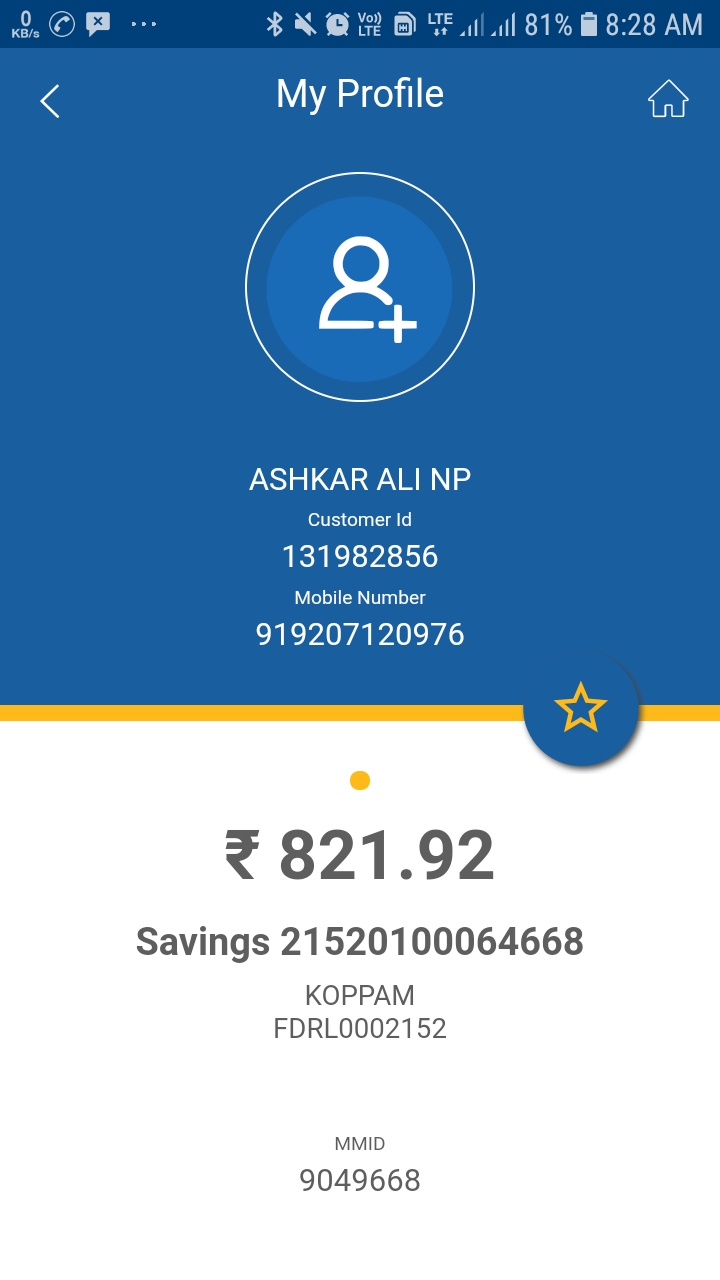 0
KB/s
Vo))
LTE
LTE
81%
8:28 AM
My Profile
ASHKAR ALI NP
Customer Id
131982856
Mobile Number
919207120976
₹ 821.92
Savings 21520100064668
KOPPAM
FDRL0002152
MMID
9049668